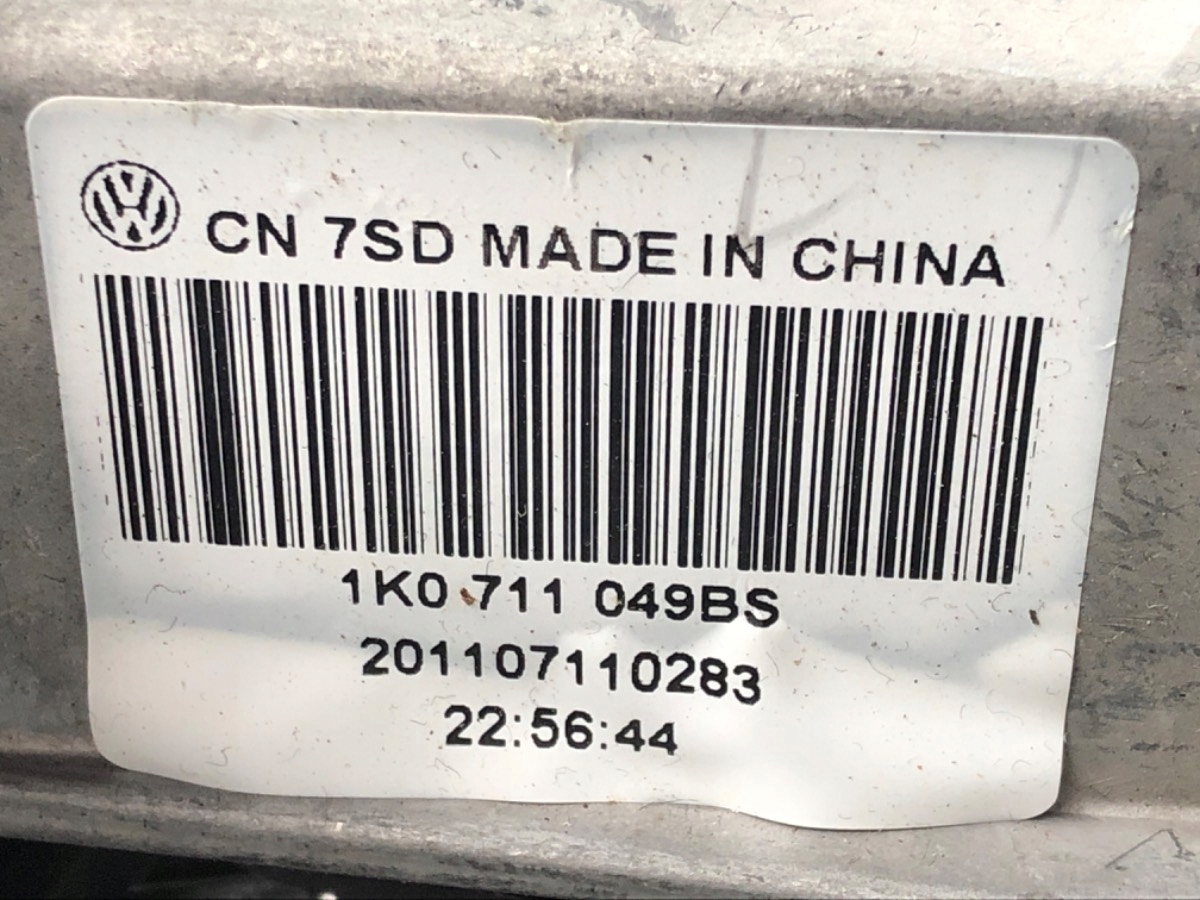 CN 7SD MADE IN CHINA
1K0 711 049BS
201107110283
22:56:44